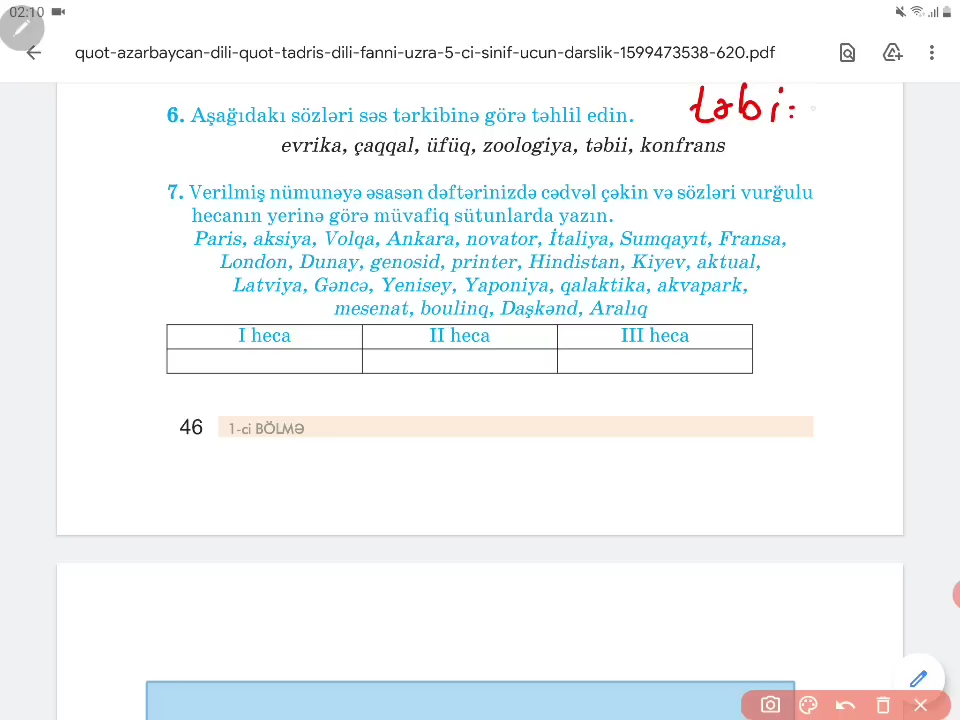 02:10
quot-azarbaycan-dili-quot-tadris-dili-fanni-uzra-5-ci-sinif-ucun-darslik-1599473538-620.pdf
təbi:
6. Aşağıdakı sözləri səs tərkibinə görə təhlil edin.
evrika, çaqqal, üfüq, zoologiya, təbii, konfrans
7. Verilmiş nümunəyə əsasən dəftərinizdə cədvəl çəkin və sözləri vurğulu
hecanın yerinə görə müvafiq sütunlarda yazın.
Paris, aksiya, Volqa, Ankara, novator, İtaliya, Sumqayıt, Fransa,
London, Dunay, genosid, printer, Hindistan, Kiyev, aktual,
Latviya, Gəncə, Yenisey, Yaponiya, qalaktika, akvapark,
mesenat, boulinq, Daşkənd, Aralıq
I heca II heca III heca
46 1-ci BÖLMƏ